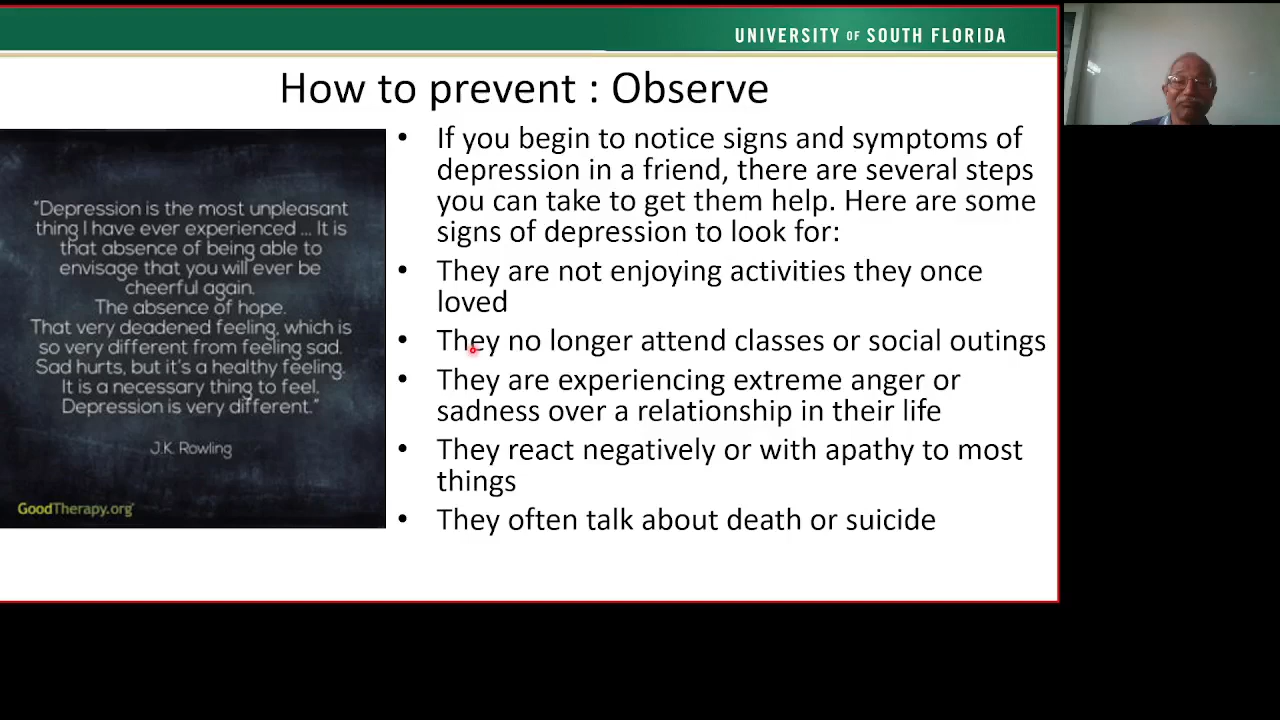 UNIVERSITY OF SOUTH FLORIDA
How to prevent : Observe
"Depression is the most unpleasant
thing I have ever experienced ... It is
that absence of being able to
envisage that you will ever be
cheerful again.
The absence of hope.
That very deadened feeling, which is
so very different from feeling sad.
Sad hurts, but it's a healthy feeling.
It is a necessary thing to feel.
Depression is very different."
J.K. Rowling
GoodTherapy.org
• If you begin to notice signs and symptoms of
depression in a friend, there are several steps
you can take to get them help. Here are some
signs of depression to look for:
• They are not enjoying activities they once
loved
• They no longer attend classes or social outings
• They are experiencing extreme anger or
sadness over a relationship in their life
• They react negatively or with apathy to most
things
• They often talk about death or suicide